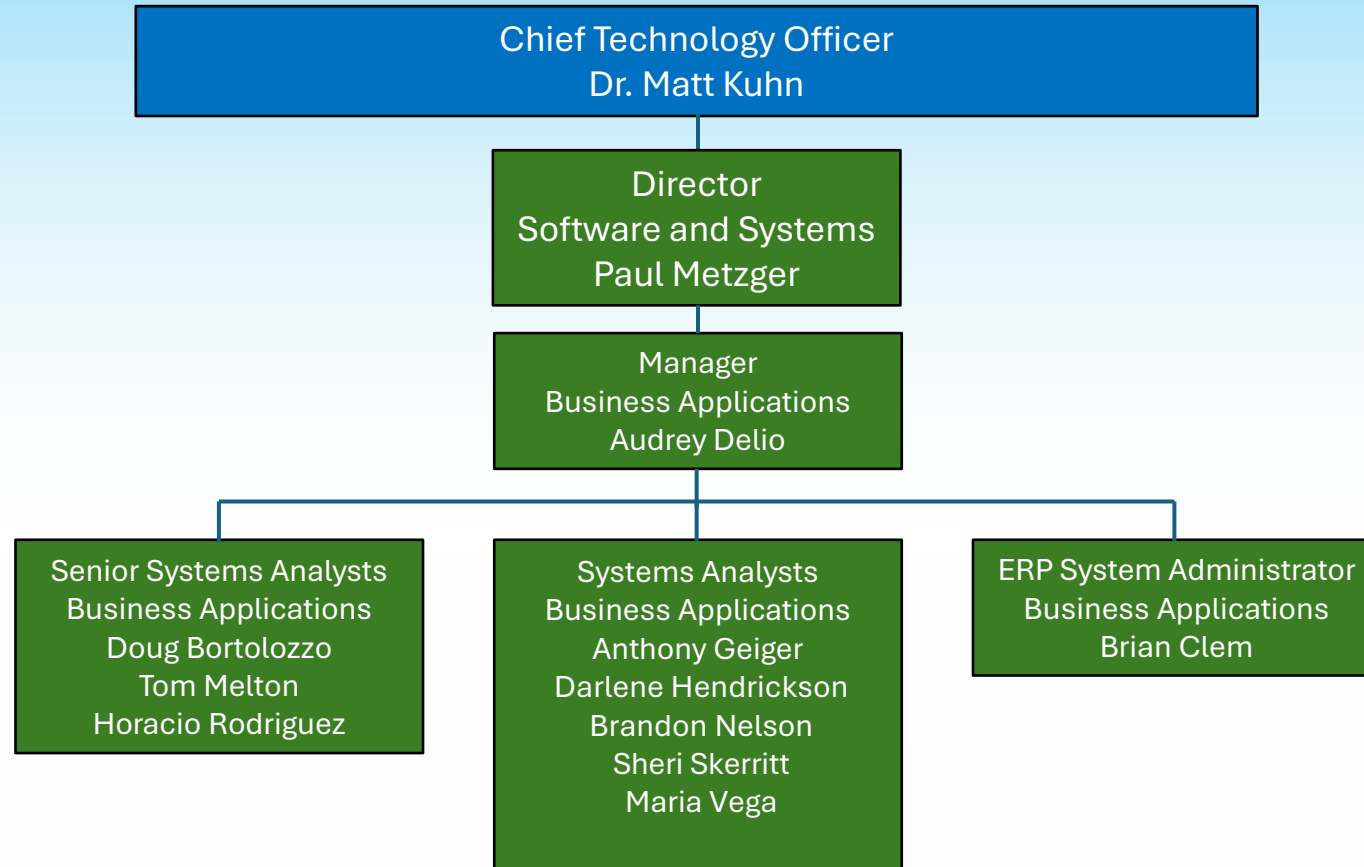 Chief Technology Officer
Dr. Matt Kuhn
Director
Software and Systems
Paul Metzger
Manager
Business Applications
Audrey Delio
Senior Systems Analysts
Business Applications
Doug Bortolozzo
Tom Melton
Horacio Rodriguez
Systems Analysts
Business Applications
Anthony Geiger
Darlene Hendrickson
Brandon Nelson
Sheri Skerritt
Maria Vega
ERP System Administrator
Business Applications
Brian Clem